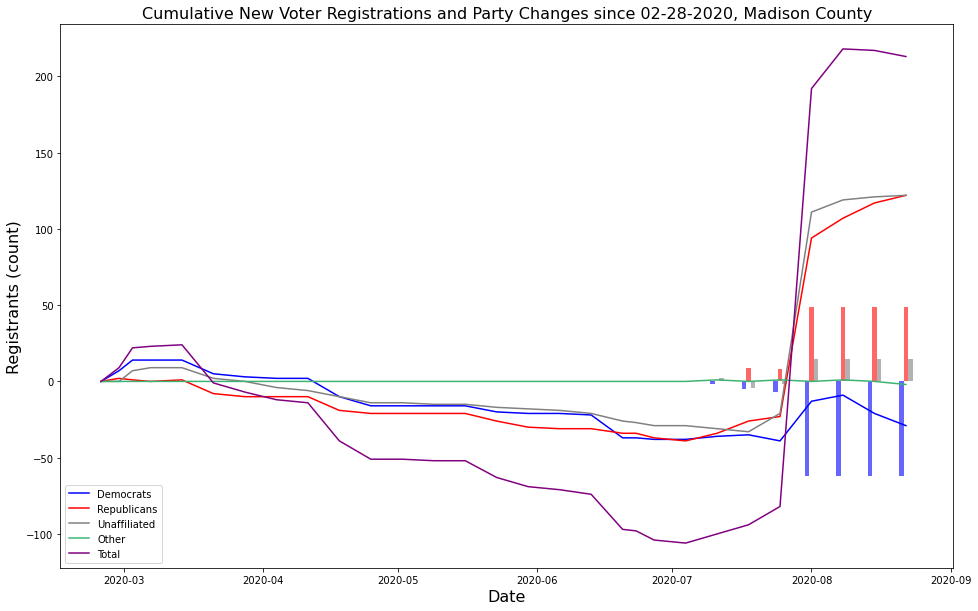 Cumulative New Voter Registrations and Party Changes since 02-28-2020, Madison County
Registrants (count)
200
150
100
50
0
−50
−100
Democrats
Republicans
Unaffiliated
Other
Total
2020-03
2020-04
2020-05
2020-06
2020-07
2020-08
2020-09
Date